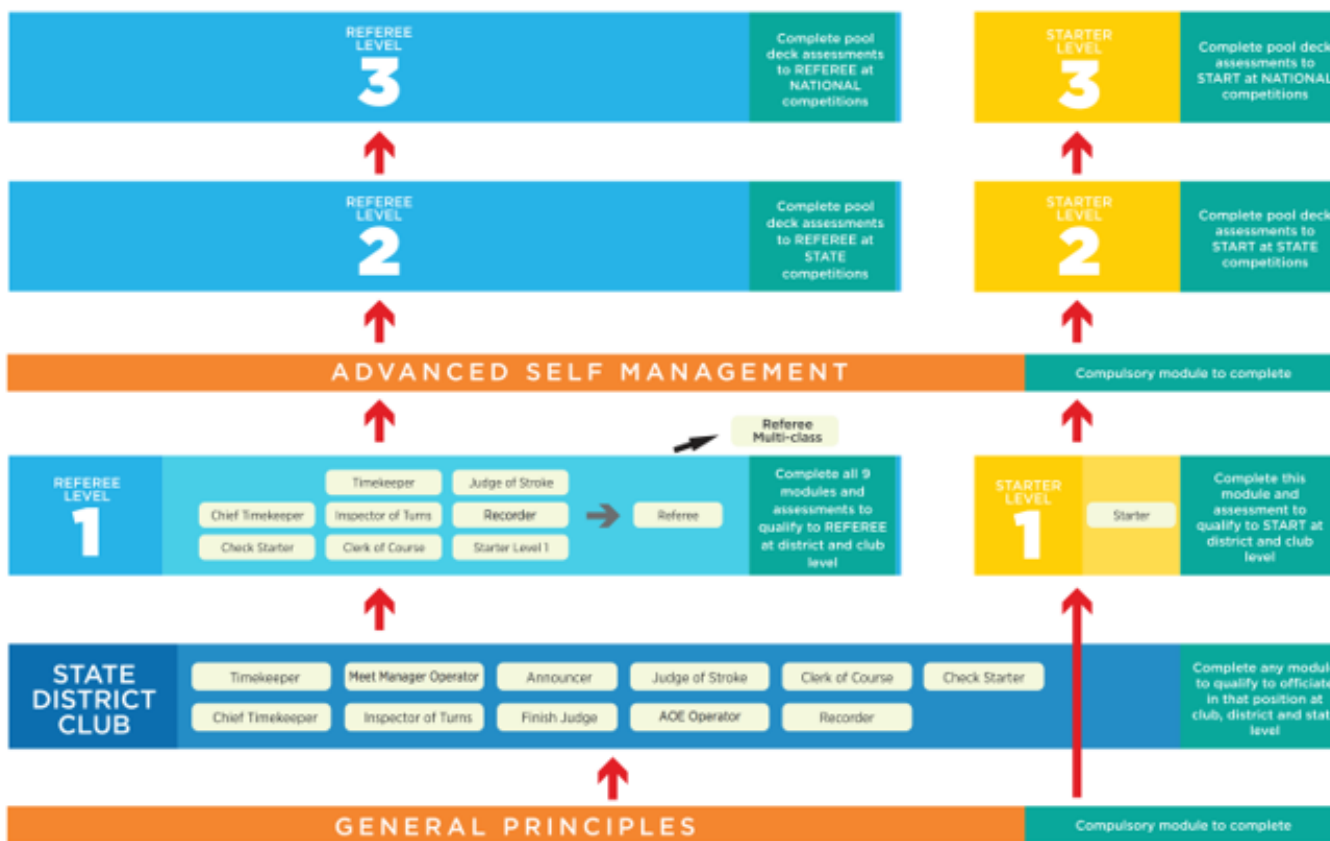 REFEREE
LEVEL
3
Complete pool
deck assessments
to REFEREE at
NATIONAL
competitions
STARTER
LEVEL
3
Complete pool deck
assessments to
START at NATIONAL
competitions
REFEREE
LEVEL
2
Complete pool
deck assessments
to REFEREE at
STATE
competitions
STARTER
LEVEL
2
Complete pool deck
assessments to
START at STATE
competitions
ADVANCED SELF MANAGEMENT
Compulsory module to complete
Referee
Multi-class
REFEREE
LEVEL
1
Timekeeper
Judge of Stroke
Chief Timekeeper
Inspector of Turns
Recorder
Referee
Check Starter
Clerk of Course
Starter Level 1
Complete all 9
modules and
assessments to
qualify to REFEREE
at district and club
level
STARTER
LEVEL
1
Starter
Complete this
module and
assessment to
qualify to START at
district and club
level
STATE
DISTRICT
CLUB
Timekeeper
Meet Manager Operator
Announcer
Judge of Stroke
Clerk of Course
Check Starter
Chief Timekeeper
Inspector of Turns
Finish Judge
AOE Operator
Recorder
Complete any module
to qualify to officiate
in that position at
club, district and state
level
GENERAL PRINCIPLES
Compulsory module to complete